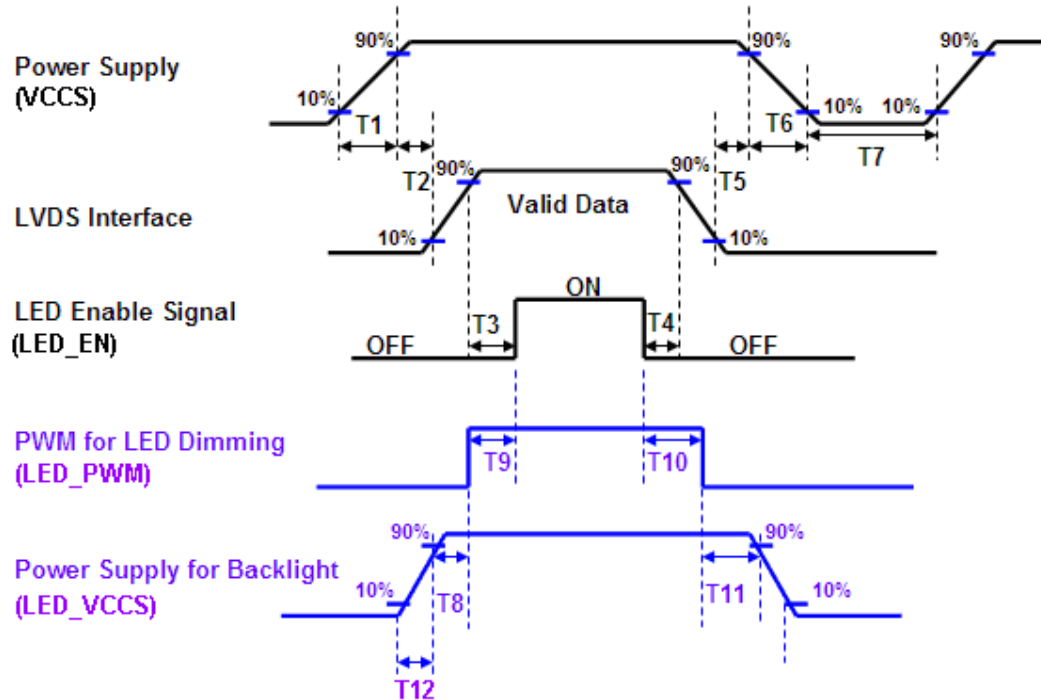 90% 90% 90%
Power Supply
(VCCS)
10% T1 T6 10% 10%
T7
T2 90% 90% T5
LVDS Interface
Valid Data
10% 10%
ON
LED Enable Signal
(LED_EN)
T3 T4
OFF OFF
PWM for LED Dimming
(LED_PWM)
T9 T10
90% 90%
Power Supply for Backlight
(LED_VCCS)
10% T8 T11 10%
T12